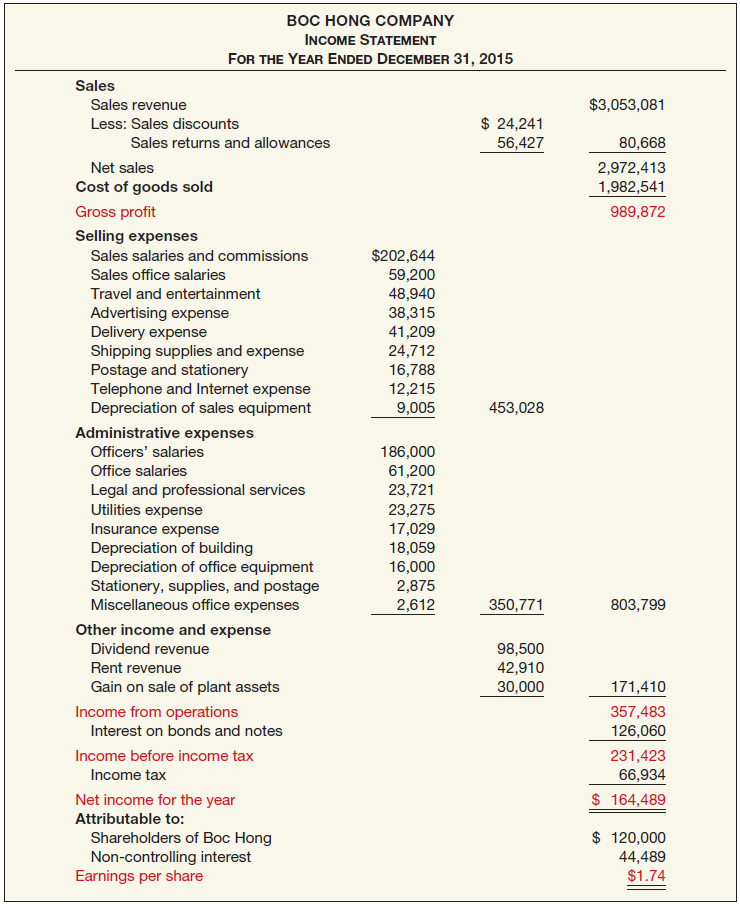 BOC HONG COMPANY
INCOME STATEMENT
FOR THE YEAR ENDED DECEMBER 31, 2015
Sales
Sales revenue $3,053,081
Less: Sales discounts $ 24,241
Sales returns and allowances 56,427 80,668
Net sales 2,972,413
Cost of goods sold 1,982,541
Gross profit 989,872
Selling expenses
Sales salaries and commissions $202,644
Sales office salaries 59,200
Travel and entertainment 48,940
Advertising expense 38,315
Delivery expense 41,209
Shipping supplies and expense 24,712
Postage and stationery 16,788
Telephone and Internet expense 12,215
Depreciation of sales equipment 9,005 453,028
Administrative expenses
Officers' salaries 186,000
Office salaries 61,200
Legal and professional services 23,721
Utilities expense 23,275
Insurance expense 17,029
Depreciation of building 18,059
Depreciation of office equipment 16,000
Stationery, supplies, and postage 2,875
Miscellaneous office expenses 2,612 350,771 803,799
Other income and expense
Dividend revenue 98,500
Rent revenue 42,910
Gain on sale of plant assets 30,000 171,410
Income from operations 357,483
Interest on bonds and notes 126,060
Income before income tax 231,423
Income tax 66,934
Net income for the year $ 164,489
Attributable to:
Shareholders of Boc Hong $ 120,000
Non-controlling interest 44,489
Earnings per share $1.74